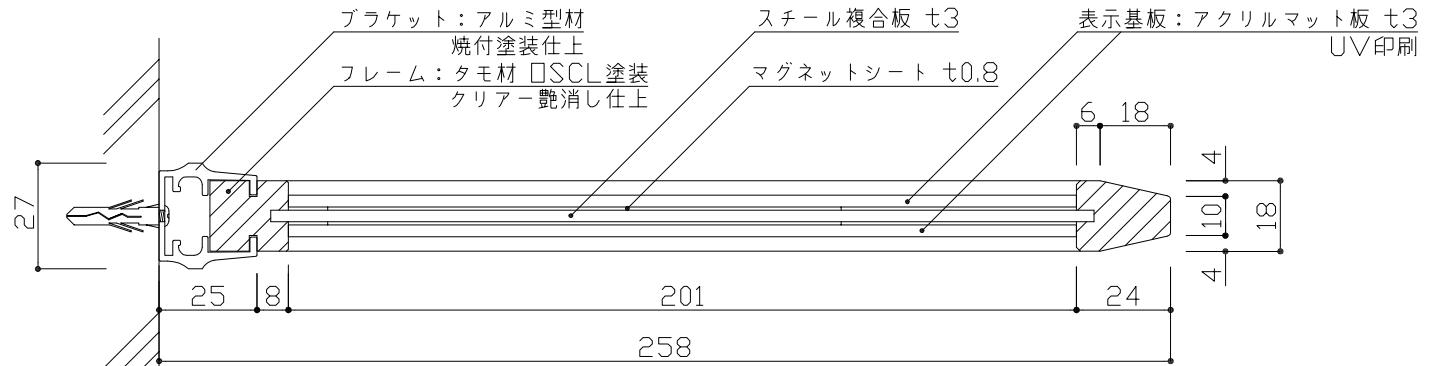 ブラケット：アルミ型材
焼付塗装仕上
スチール複合板 t3
表示基板：アクリルマット板 t3
UV印刷
フレーム：タモ材 OSCL塗装
クリアー艶消し仕上
マグネットシート t0.8
6
18
4
27
10
18
4
25
8
201
24
258